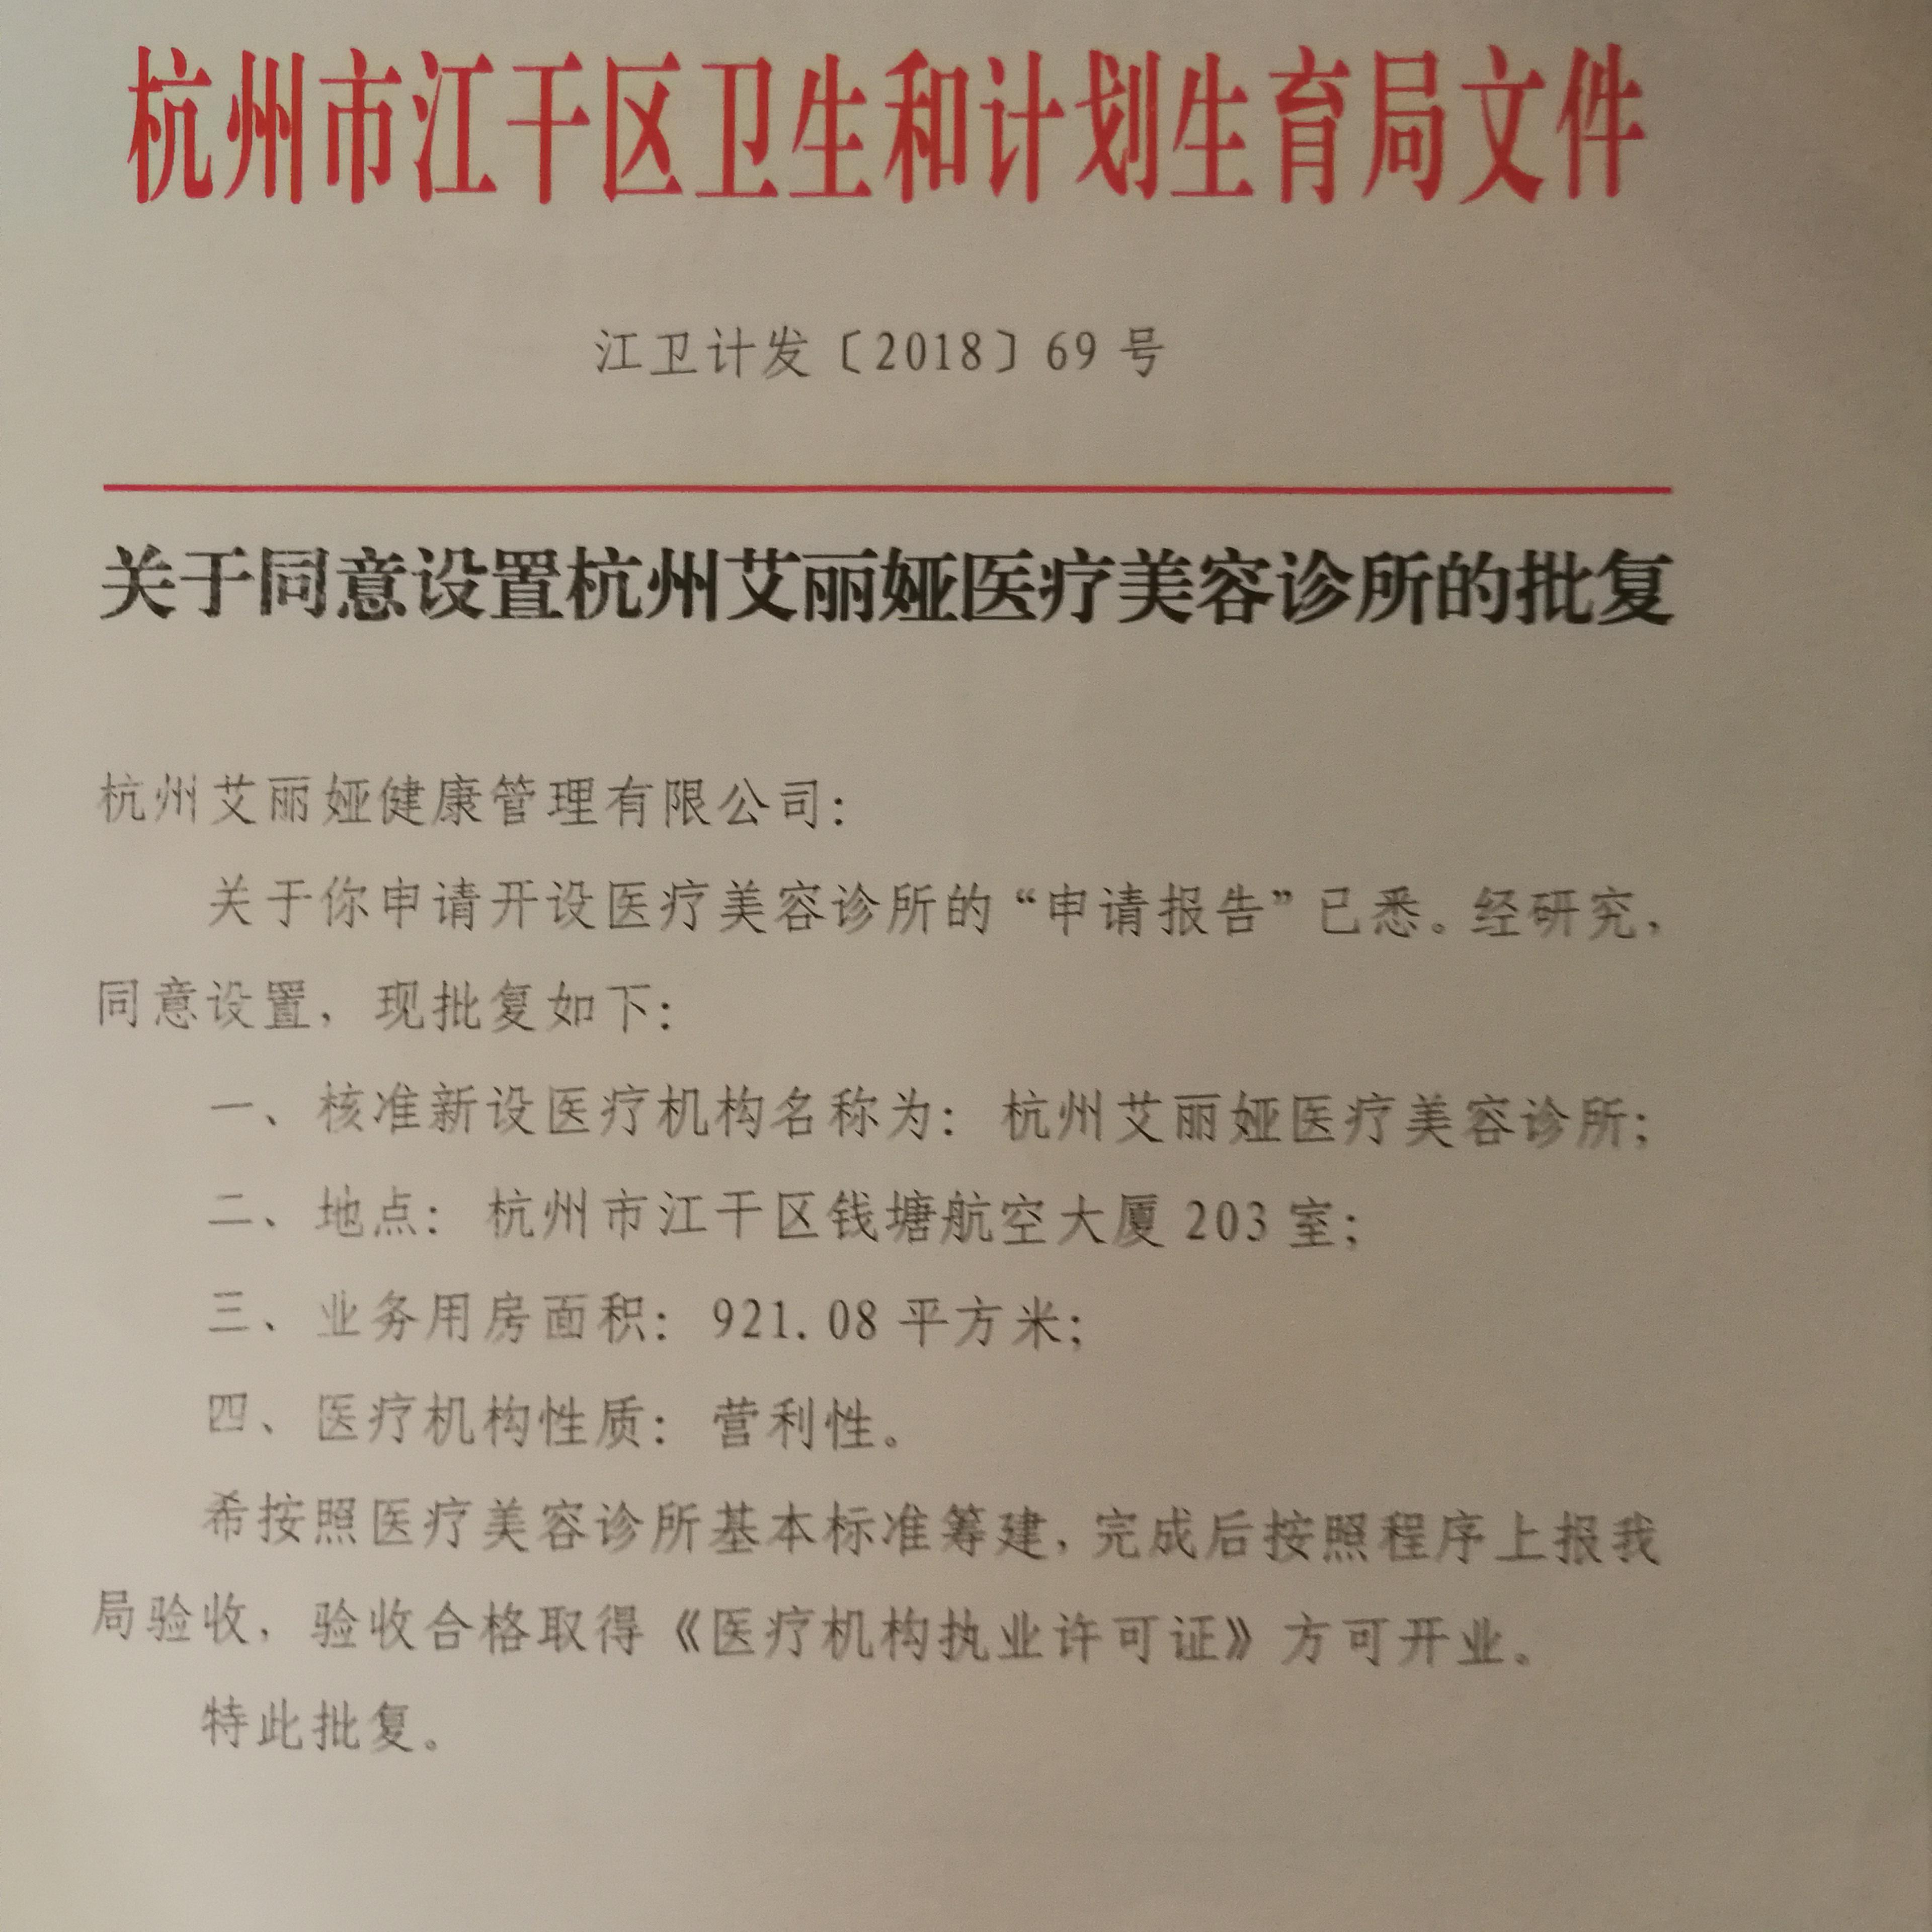 杭州市江干区卫生和计划生育局文件
江卫计发〔2018〕69 号
关于同意设置杭州艾丽娅医疗美容诊所的批复
杭州艾丽娅健康管理有限公司：
关于你申请开设医疗美容诊所的“申请报告”已悉。经研究，
同意设置，现批复如下：
一、核准新设医疗机构名称为：杭州艾丽娅医疗美容诊所；
二、地点：杭州市江干区钱塘航空大厦 203 室；
三、业务用房面积：921.08 平方米；
四、医疗机构性质：营利性。
希按照医疗美容诊所基本标准筹建，完成后按照程序上报我
局验收，验收合格取得《医疗机构执业许可证》方可开业。
特此批复。